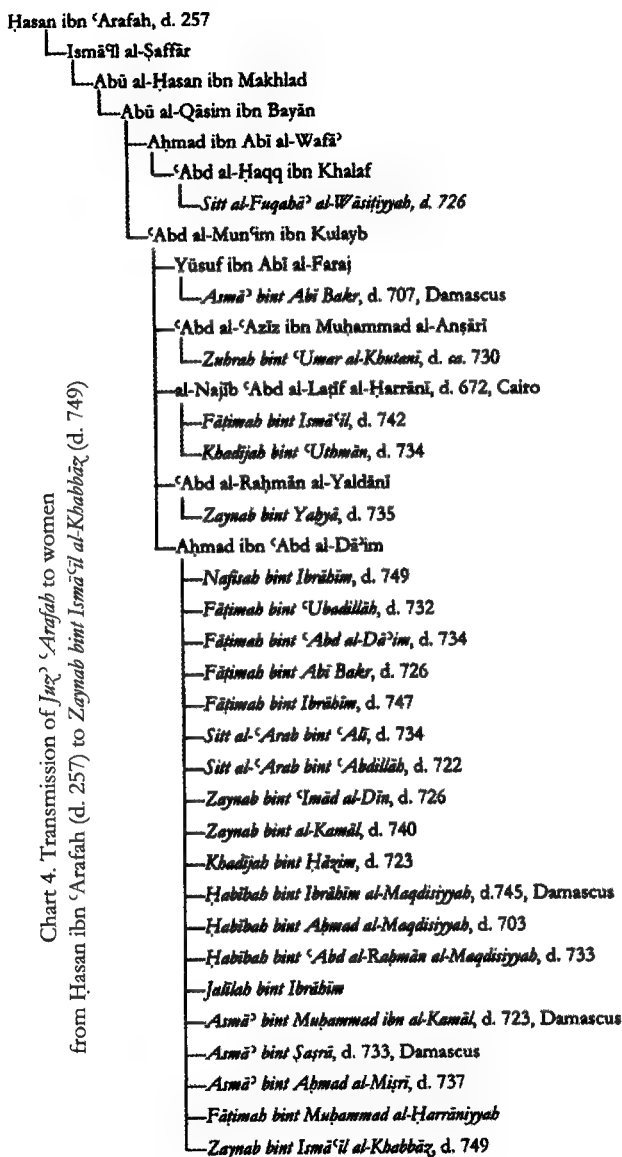 Ḥasan ibn ʿArafah, d. 257
Ismāʿīl al-Ṣaffār
Abū al-Ḥasan ibn Makhlad
Abū al-Qāsim ibn Bayān
Aḥmad ibn Abī al-Wafāʾ
ʿAbd al-Ḥaqq ibn Khalaf
Sitt al-Fuqahāʾ al-Wāsiṭiyyah, d. 726
ʿAbd al-Munʿim ibn Kulayb
Yūsuf ibn Abī al-Faraj
Asmāʾ bint Abī Bakr, d. 707, Damascus
ʿAbd al-ʿAzīz ibn Muḥammad al-Anṣārī
Zuhrah bint ʿUmar al-Khutanī, d. ca. 730
al-Najīb ʿAbd al-Laṭīf al-Ḥarrānī, d. 672, Cairo
Fāṭimah bint Ismāʿīl, d. 742
Khadījah bint ʿUthmān, d. 734
ʿAbd al-Raḥmān al-Yaldānī
Zaynab bint Yaḥyā, d. 735
Aḥmad ibn ʿAbd al-Dāʾim
Nafīsah bint Ibrāhīm, d. 749
Fāṭimah bint ʿUbadillāh, d. 732
Fāṭimah bint ʿAbd al-Dāʾim, d. 734
Fāṭimah bint Abī Bakr, d. 726
Fāṭimah bint Ibrāhīm, d. 747
Sitt al-ʿArab bint ʿAlī, d. 734
Sitt al-ʿArab bint ʿAbdillāh, d. 722
Zaynab bint ʿImād al-Dīn, d. 726
Zaynab bint al-Kamāl, d. 740
Khadījah bint Ḥāzim, d. 723
Ḥabībah bint Ibrāhīm al-Maqdisiyyah, d.745, Damascus
Ḥabībah bint Aḥmad al-Maqdisiyyah, d. 703
Ḥabībah bint ʿAbd al-Raḥmān al-Maqdisiyyah, d. 733
Jalīlah bint Ibrāhīm
Asmāʾ bint Muḥammad ibn al-Kamāl, d. 723, Damascus
Asmāʾ bint Ṣaṣrā, d. 733, Damascus
Asmāʾ bint Aḥmad al-Miṣrī, d. 737
Fāṭimah bint Muḥammad al-Ḥarrāniyyah
Zaynab bint Ismāʿīl al-Khabbāz, d. 749
Chart 4. Transmission of Juzʾ ʿArafah to women
from Ḥasan ibn ʿArafah (d. 257) to Zaynab bint Ismāʿīl al-Khabbāz (d. 749)